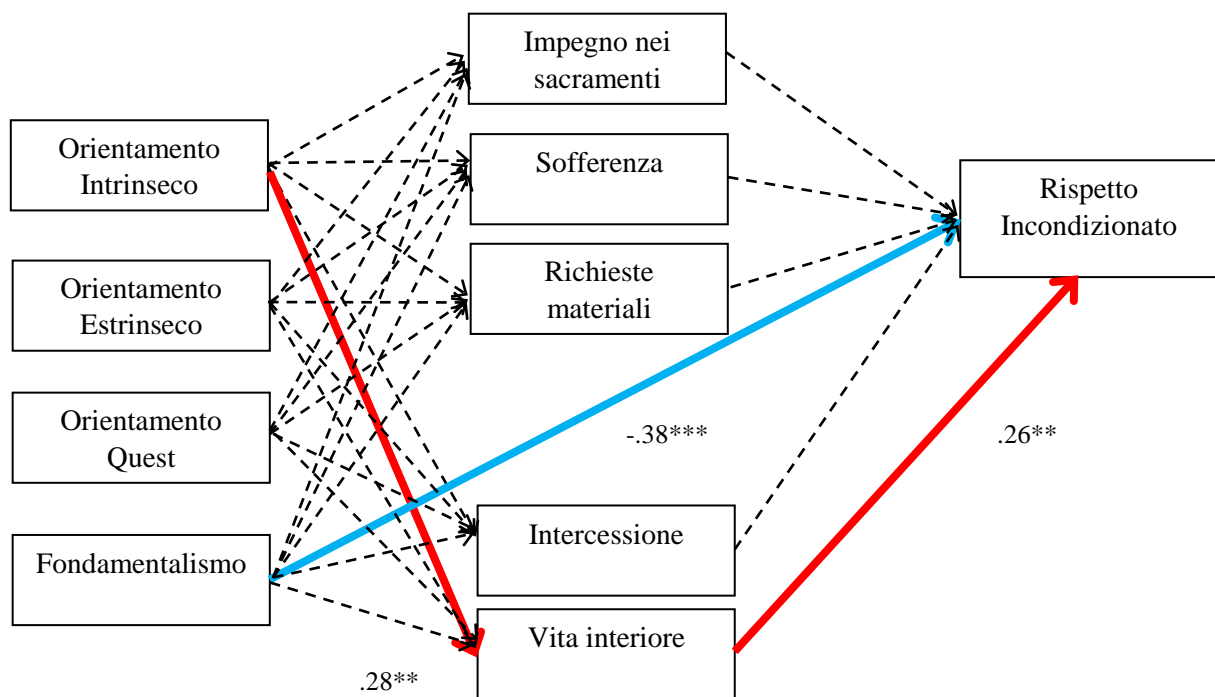 Impegno nei
sacramenti
Orientamento
Intrinseco
Sofferenza
Rispetto
Incondizionato
Orientamento
Estrinseco
Richieste
materiali
Orientamento
Quest
-.38***
.26**
Fondamentalismo
Intercessione
Vita interiore
.28**